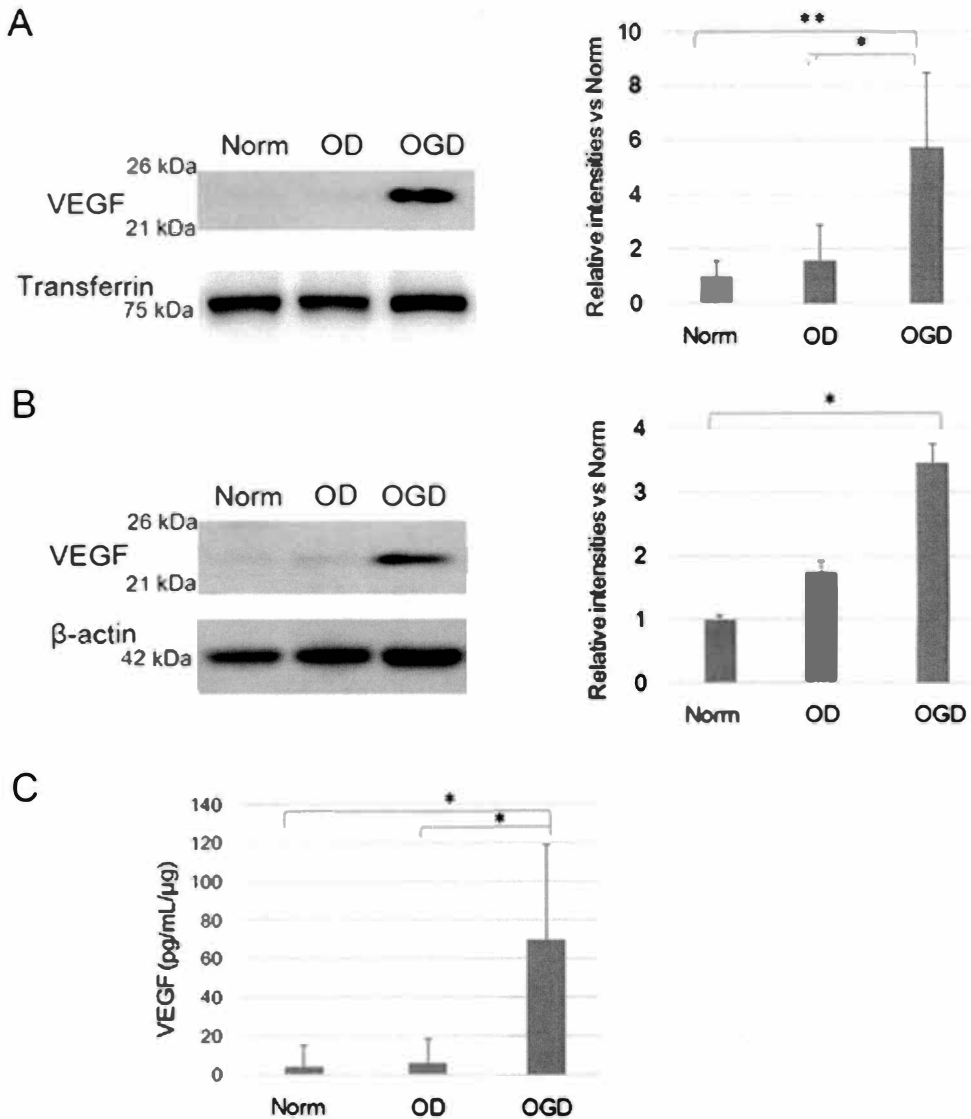 A
Norm OD OGD
26 kDa
VEGF
21 kDa
Transferrin
75 kDa
Relative intensities vs Norm
10
8
6
4
2
0
**
*
Norm OD OGD
B
Norm OD OGD
26 kDa
VEGF
21 kDa
β-actin
42 kDa
Relative intensities vs Norm
4
3
2
1
0
*
Norm OD OGD
C
VEGF (pg/mL/µg)
140
120
100
80
60
40
20
0
*
*
Norm OD OGD